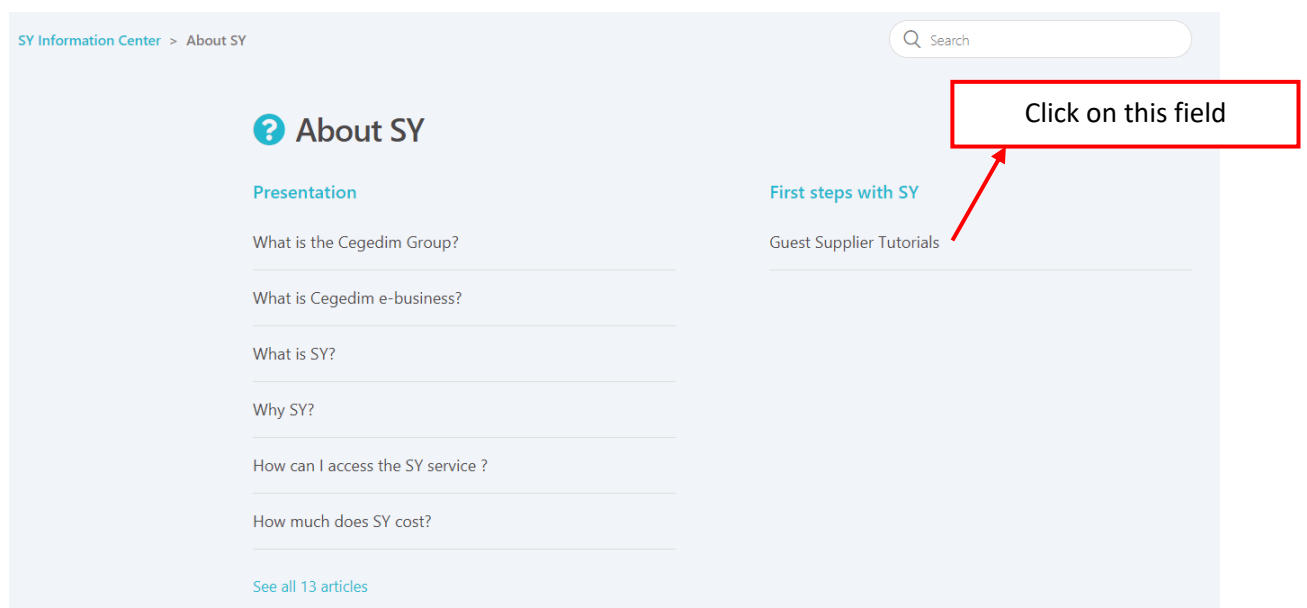 SY Information Center > About SY
Search
Click on this field
About SY
Presentation
What is the Cegedim Group?
What is Cegedim e-business?
What is SY?
Why SY?
How can I access the SY service ?
How much does SY cost?
See all 13 articles
First steps with SY
Guest Supplier Tutorials